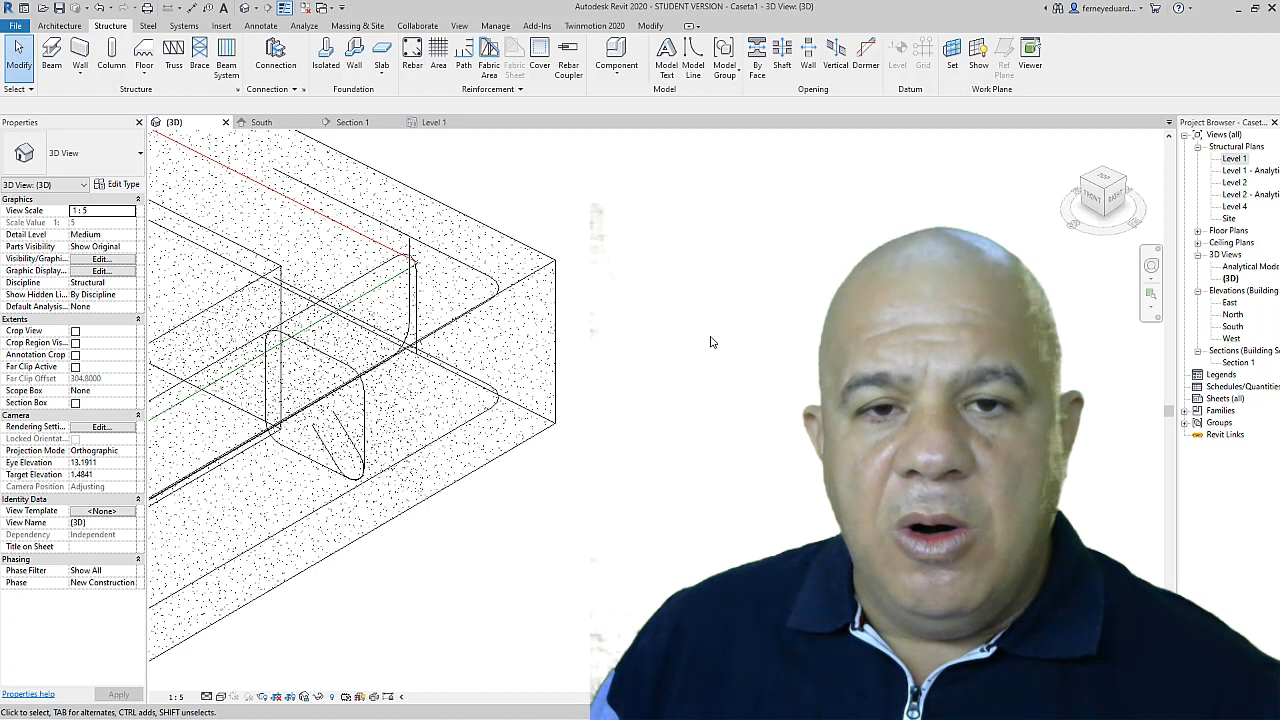 Autodesk Revit 2020 - STUDENT VERSION - Caseta1 - 3D View: {3D}
ferneyeduard...
File Architecture Structure Steel Systems Insert Annotate Analyze Massing & Site Collaborate View Manage Add-Ins Twinmotion 2020 Modify
Modify Beam Wall Column Floor Truss Brace Beam System Connection Isolated Wall Slab Rebar Area Path Fabric Area Fabric Sheet Cover Rebar Coupler Component Model Text Model Line Model Group By Face Shaft Wall Vertical Dormer Level Grid Set Show Ref Plane Viewer
Select Structure Connection Foundation Reinforcement Model Opening Datum Work Plane
Properties
{3D} South Section 1 Level 1
Project Browser - Caset...
3D View
3D View: {3D} Edit Type
Graphics
View Scale 1 : 5
Scale Value 1: 5
Detail Level Medium
Parts Visibility Show Original
Visibility/Graphi... Edit...
Graphic Display... Edit...
Discipline Structural
Show Hidden Li... By Discipline
Default Analysis... None
Extents
Crop View
Crop Region Vis...
Annotation Crop
Far Clip Active
Far Clip Offset 304.8000
Scope Box None
Section Box
Camera
Rendering Setti... Edit...
Locked Orientat...
Projection Mode Orthographic
Eye Elevation 13.1911
Target Elevation 1.4841
Camera Position Adjusting
Identity Data
View Template <None>
View Name {3D}
Dependency Independent
Title on Sheet
Phasing
Phase Filter Show All
Phase New Construction
Properties help Apply
TOP
FRONT RIGHT
Views (all)
Structural Plans
Level 1
Level 1 - Analyti
Level 2
Level 2 - Analyti
Level 4
Site
Floor Plans
Ceiling Plans
3D Views
Analytical Mode
{3D}
Elevations (Building
East
North
South
West
Sections (Building S
Section 1
Legends
Schedules/Quantities
Sheets (all)
Families
Groups
Revit Links
1 : 5
Click to select, TAB for alternates, CTRL adds, SHIFT unselects.